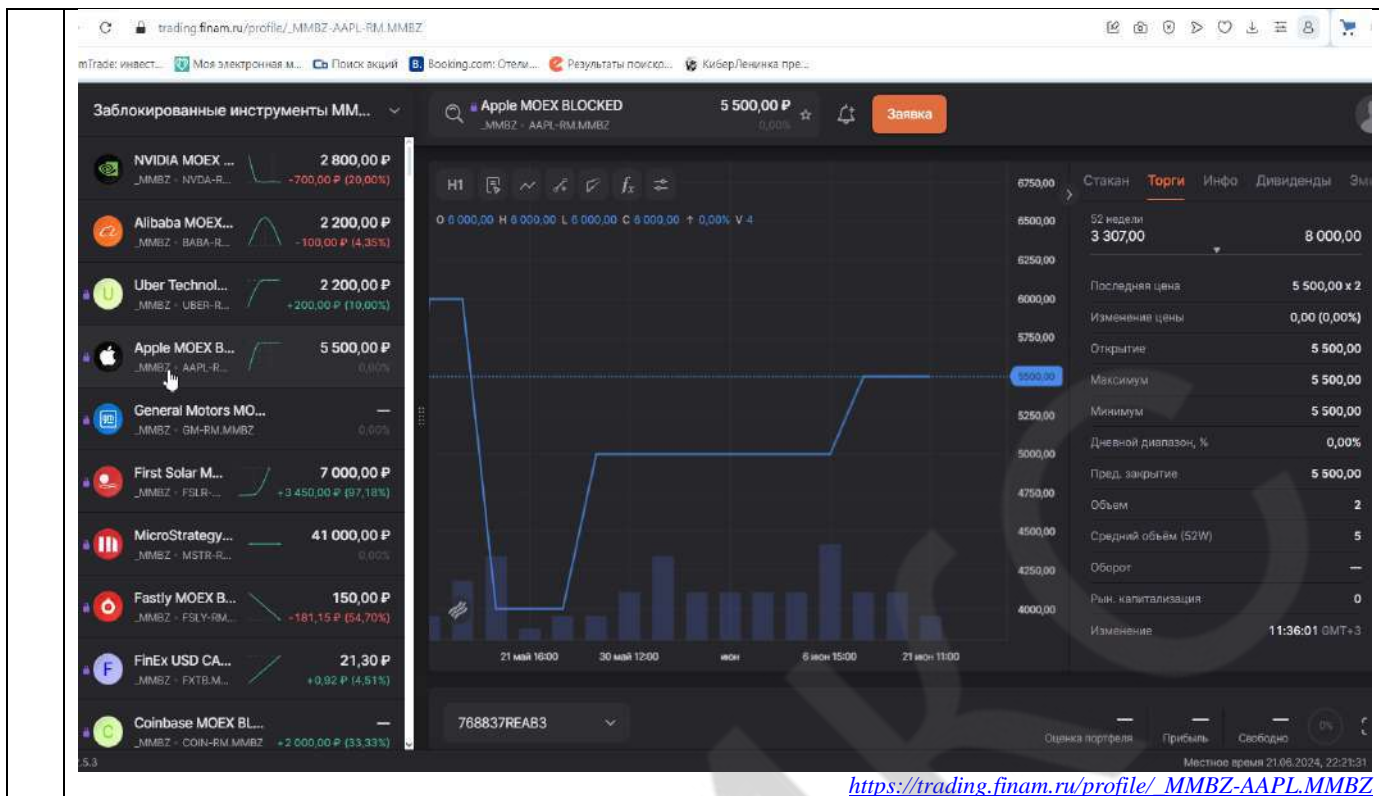 trading.finam.ru/profile/_MMBZ-AAPL-RM.MMBZ
mTrade: инвест... Моя электронная м... Сь Поиск акций B. Booking.com: Отели... Результаты поиско... КиберЛенинка пре...
Заблокированные инструменты ММ...
Apple MOEX BLOCKED 5 500,00 ₽
_MMBZ - AAPL-RM.MMBZ 0,00%
Заявка
NVIDIA MOEX ... 2 800,00 ₽
_MMBZ - NVDA-R... -700,00 ₽ (20,00%)
Alibaba MOEX... 2 200,00 ₽
_MMBZ - BABA-R... -100,00 ₽ (4,35%)
U Uber Technol... 2 200,00 ₽
_MMBZ - UBER-R... +200,00 ₽ (10,00%)
Apple MOEX B... 5 500,00 ₽
_MMBZ - AAPL-R... 0,00%
gm General Motors MO... —
_MMBZ - GM-RM.MMBZ 0,00%
First Solar M... 7 000,00 ₽
_MMBZ - FSLR-... +3 450,00 ₽ (97,18%)
MicroStrategy... 41 000,00 ₽
_MMBZ - MSTR-R... 0,00%
Fastly MOEX B... 150,00 ₽
_MMBZ - FSLY-RM... -181,15 ₽ (54,70%)
F FinEx USD CA... 21,30 ₽
_MMBZ - FXTB.M... +0,92 ₽ (4,51%)
C Coinbase MOEX BL... —
_MMBZ - COIN-RM.MMBZ +2 000,00 ₽ (33,33%)
2.5.3
H1 fx
O 6 000,00 H 6 000,00 L 6 000,00 C 6 000,00 ↑ 0,00% V 4
6750,00
6500,00
6250,00
6000,00
5750,00
5500,00
5250,00
5000,00
4750,00
4500,00
4250,00
4000,00
21 май 16:00 30 май 12:00 июн 6 июн 15:00 21 июн 11:00
Стакан Торги Инфо Дивиденды Эми
52 недели
3 307,00 8 000,00
Последняя цена 5 500,00 x 2
Изменение цены 0,00 (0,00%)
Открытие 5 500,00
Максимум 5 500,00
Минимум 5 500,00
Дневной диапазон, % 0,00%
Пред. закрытие 5 500,00
Объем 2
Средний объём (52W) 5
Оборот —
Рын. капитализация 0
Изменение 11:36:01 GMT+3
768837REAB3
— — — 0%
Оценка портфеля Прибыль Свободно
Местное время 21.06.2024, 22:21:31
https://trading.finam.ru/profile/_MMBZ-AAPL.MMBZ